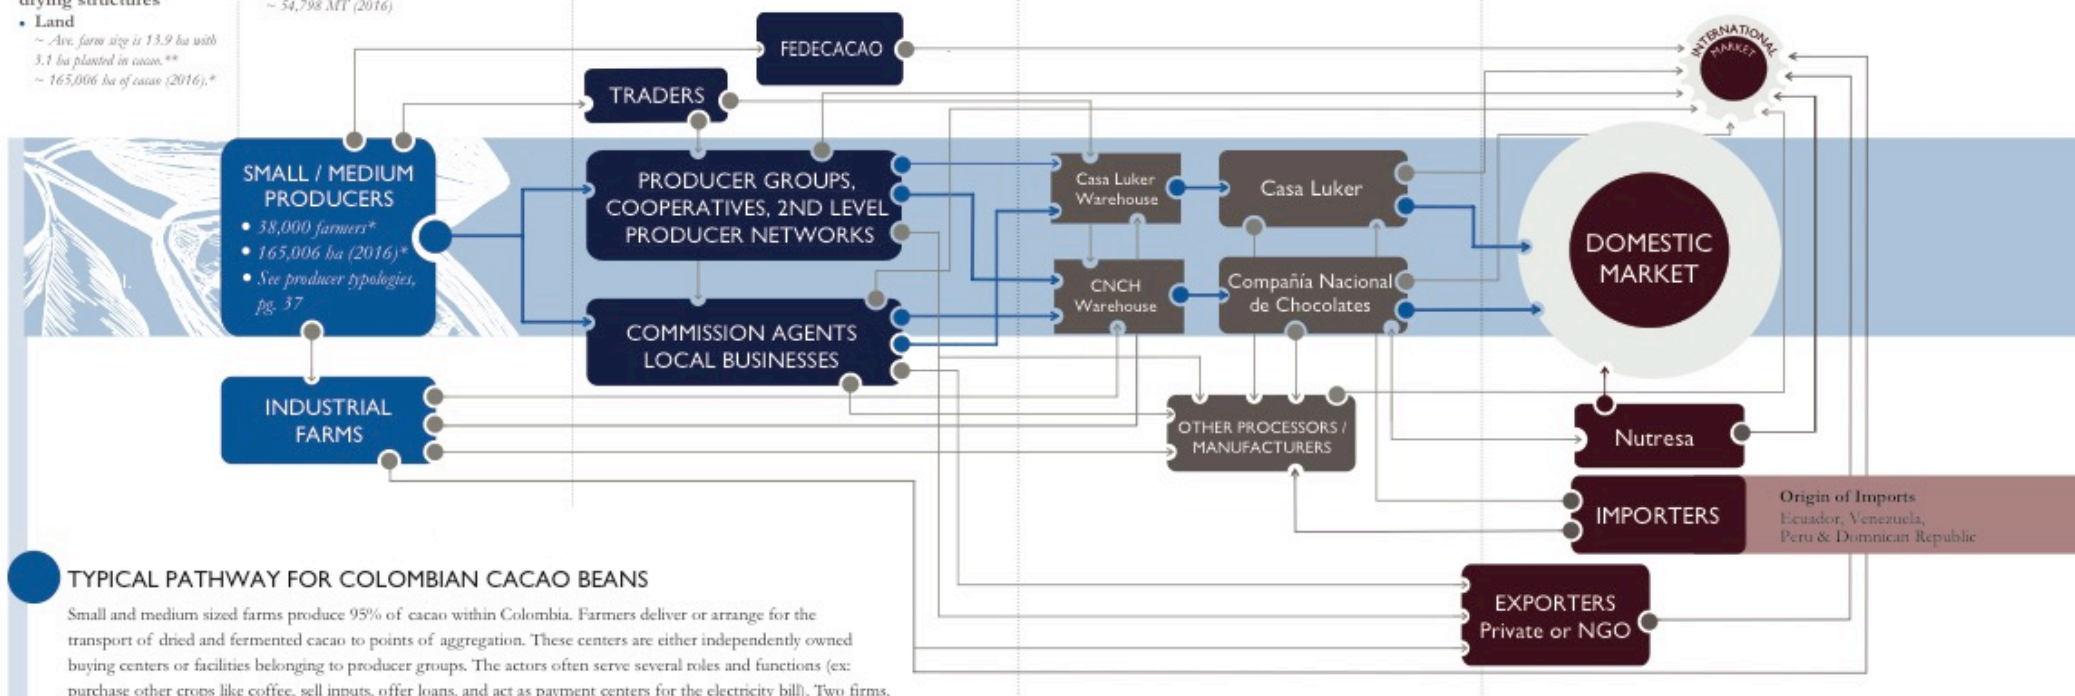 drying structures
• Land
~ Ave. farm size is 13.9 ha with
3.1 ha planted in cacao.**
~ 165,006 ha of cacao (2016).*
~ 54,798 MT (2016)
FEDECACAO
TRADERS
INTERNATIONAL
MARKET
SMALL / MEDIUM
PRODUCERS
• 38,000 farmers*
• 165,006 ha (2016)*
• See producer typologies,
pg. 37
PRODUCER GROUPS,
COOPERATIVES, 2ND LEVEL
PRODUCER NETWORKS
Casa Luker
Warehouse
Casa Luker
DOMESTIC
MARKET
CNCH
Warehouse
Compañía Nacional
de Chocolates
COMMISSION AGENTS
LOCAL BUSINESSES
INDUSTRIAL
FARMS
OTHER PROCESSORS /
MANUFACTURERS
Nutresa
IMPORTERS
Origin of Imports
Ecuador, Venezuela,
Peru & Domnican Republic
EXPORTERS
Private or NGO
TYPICAL PATHWAY FOR COLOMBIAN CACAO BEANS
Small and medium sized farms produce 95% of cacao within Colombia. Farmers deliver or arrange for the
transport of dried and fermented cacao to points of aggregation. These centers are either independently owned
buying centers or facilities belonging to producer groups. The actors often serve several roles and functions (ex:
purchase other crops like coffee, sell inputs, offer loans, and act as payment centers for the electricity bill). Two firms,